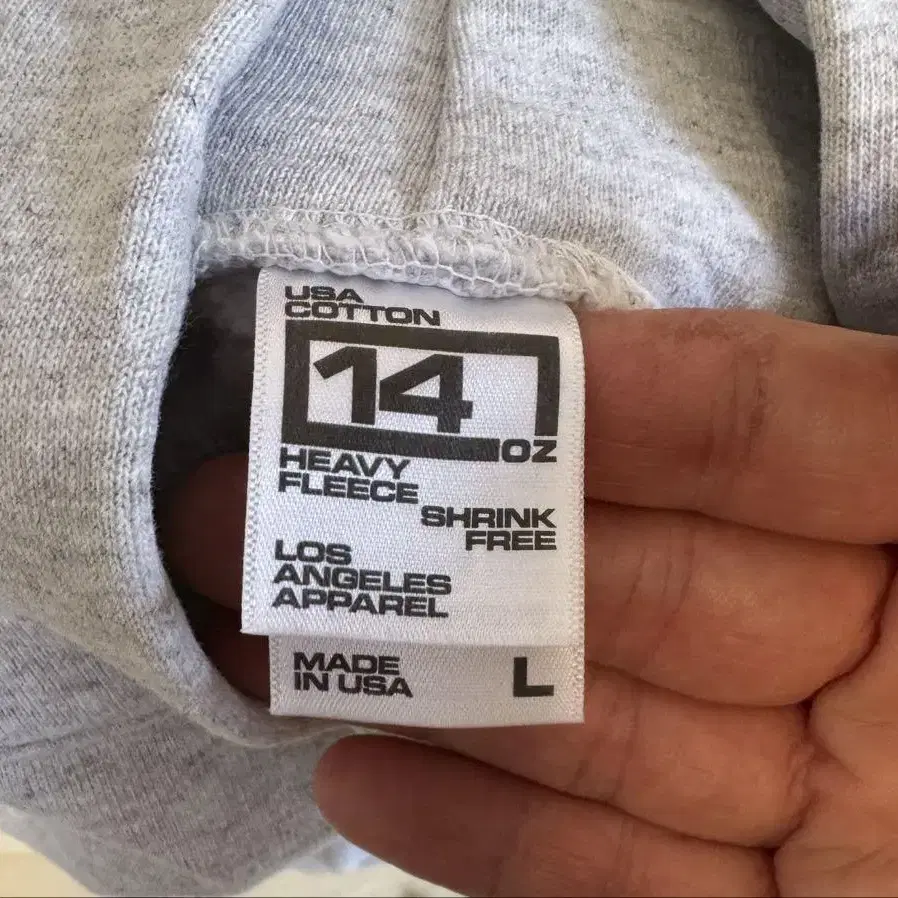 USA
COTTON
14
OZ
HEAVY
FLEECE
SHRINK
FREE
LOS
ANGELES
APPAREL
MADE
IN USA
L